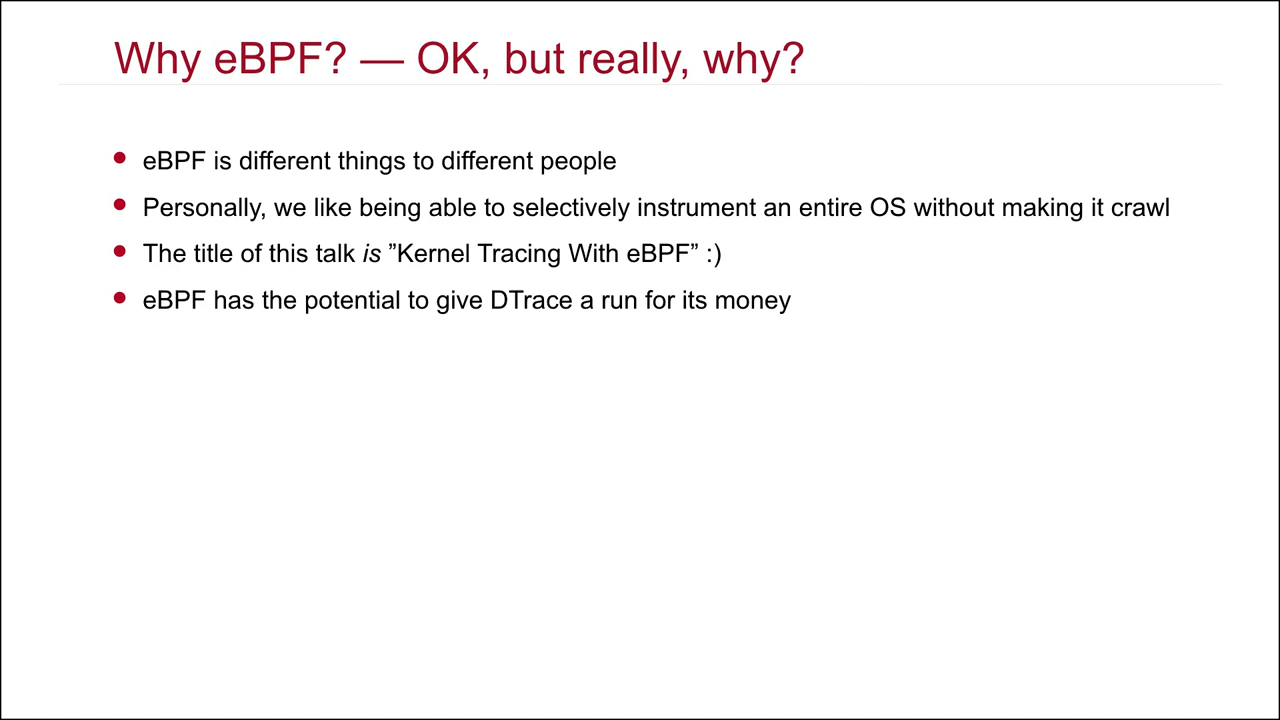 Why eBPF? — OK, but really, why?
• eBPF is different things to different people
• Personally, we like being able to selectively instrument an entire OS without making it crawl
• The title of this talk is ”Kernel Tracing With eBPF” :)
• eBPF has the potential to give DTrace a run for its money